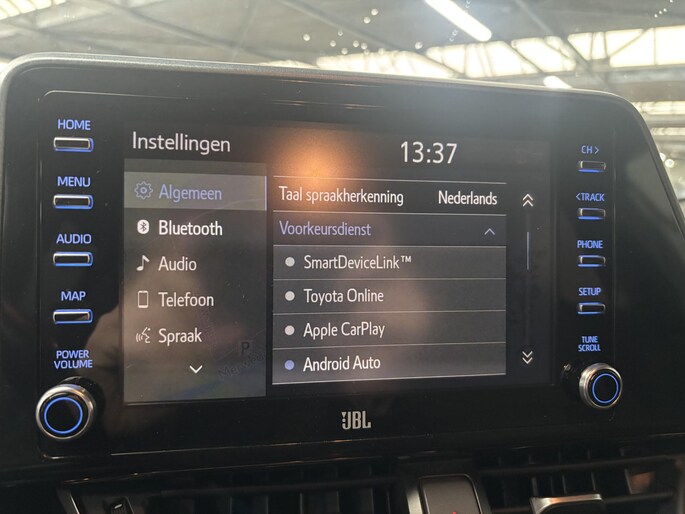 HOME
MENU
AUDIO
MAP
POWER
VOLUME
Instellingen
13:37
Algemeen
Bluetooth
Audio
Telefoon
Spraak
Taal spraakherkenning Nederlands
Voorkeursdienst
SmartDeviceLink™
Toyota Online
Apple CarPlay
Android Auto
CH >
< TRACK
PHONE
SETUP
TUNE
SCROLL
JBL